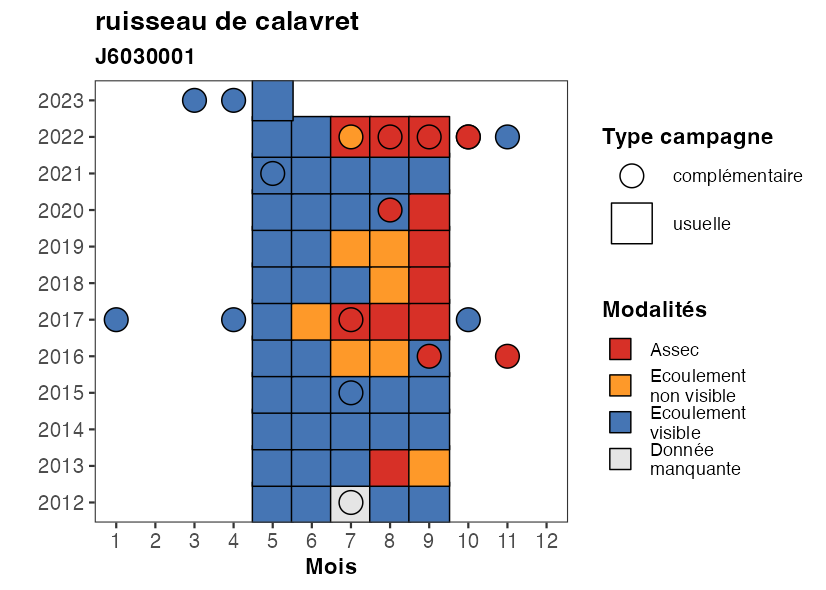 ruisseau de calavret
J6030001
2023
2022
2021
2020
2019
2018
2017
2016
2015
2014
2013
2012
1 2 3 4 5 6 7 8 9 10 11 12
Mois
Type campagne
complémentaire
usuelle
Modalités
Assec
Ecoulement
non visible
Ecoulement
visible
Donnée
manquante